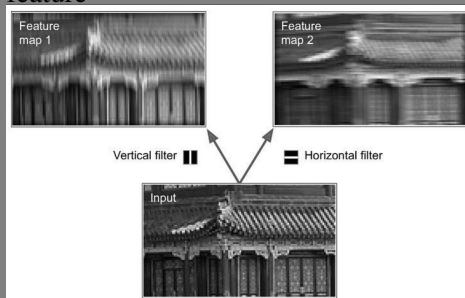 feature
Feature
map 1
Feature
map 2
Vertical filter
Horizontal filter
Input